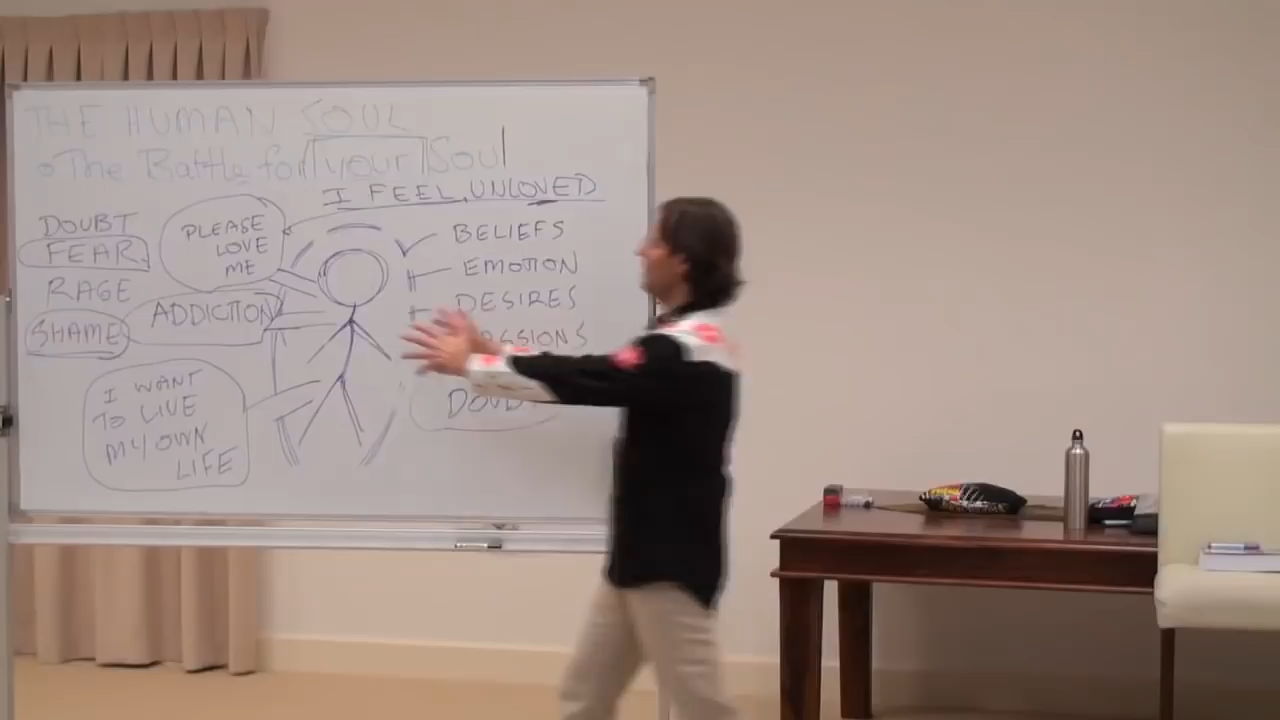 THE HUMAN SOUL
The Battle for your Soul
I FEEL UNLOVED
DOUBT
FEAR
RAGE
SHAME
PLEASE
LOVE
ME
ADDICTION
I WANT
TO LIVE
MY OWN
LIFE
BELIEFS
EMOTION
DESIRES